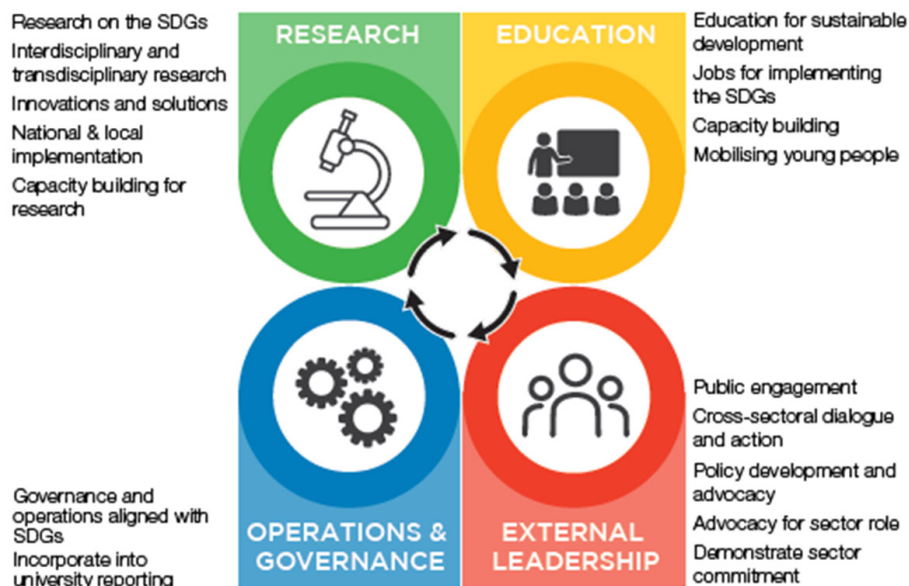 Research on the SDGs
Interdisciplinary and
transdisciplinary research
Innovations and solutions
National & local
implementation
Capacity building for
research
RESEARCH
EDUCATION
Education for sustainable
development
Jobs for implementing
the SDGs
Capacity building
Mobilising young people
Governance and
operations aligned with
SDGs
Incorporate into
university reporting
OPERATIONS &
GOVERNANCE
EXTERNAL
LEADERSHIP
Public engagement
Cross-sectoral dialogue
and action
Policy development and
advocacy
Advocacy for sector role
Demonstrate sector
commitment